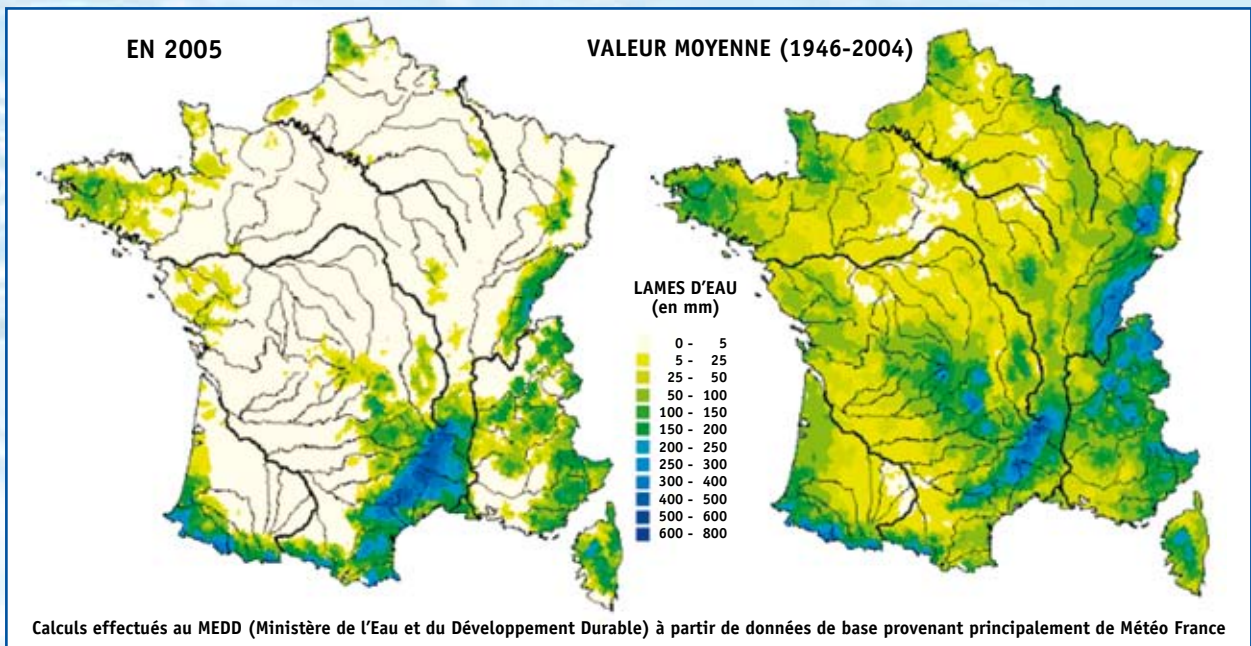 EN 2005
VALEUR MOYENNE (1946-2004)
LAMES D'EAU
(en mm)
0 - 5
5 - 25
25 - 50
50 - 100
100 - 150
150 - 200
200 - 250
250 - 300
300 - 400
400 - 500
500 - 600
600 - 800
Calculs effectués au MEDD (Ministère de l'Eau et du Développement Durable) à partir de données de base provenant principalement de Météo France